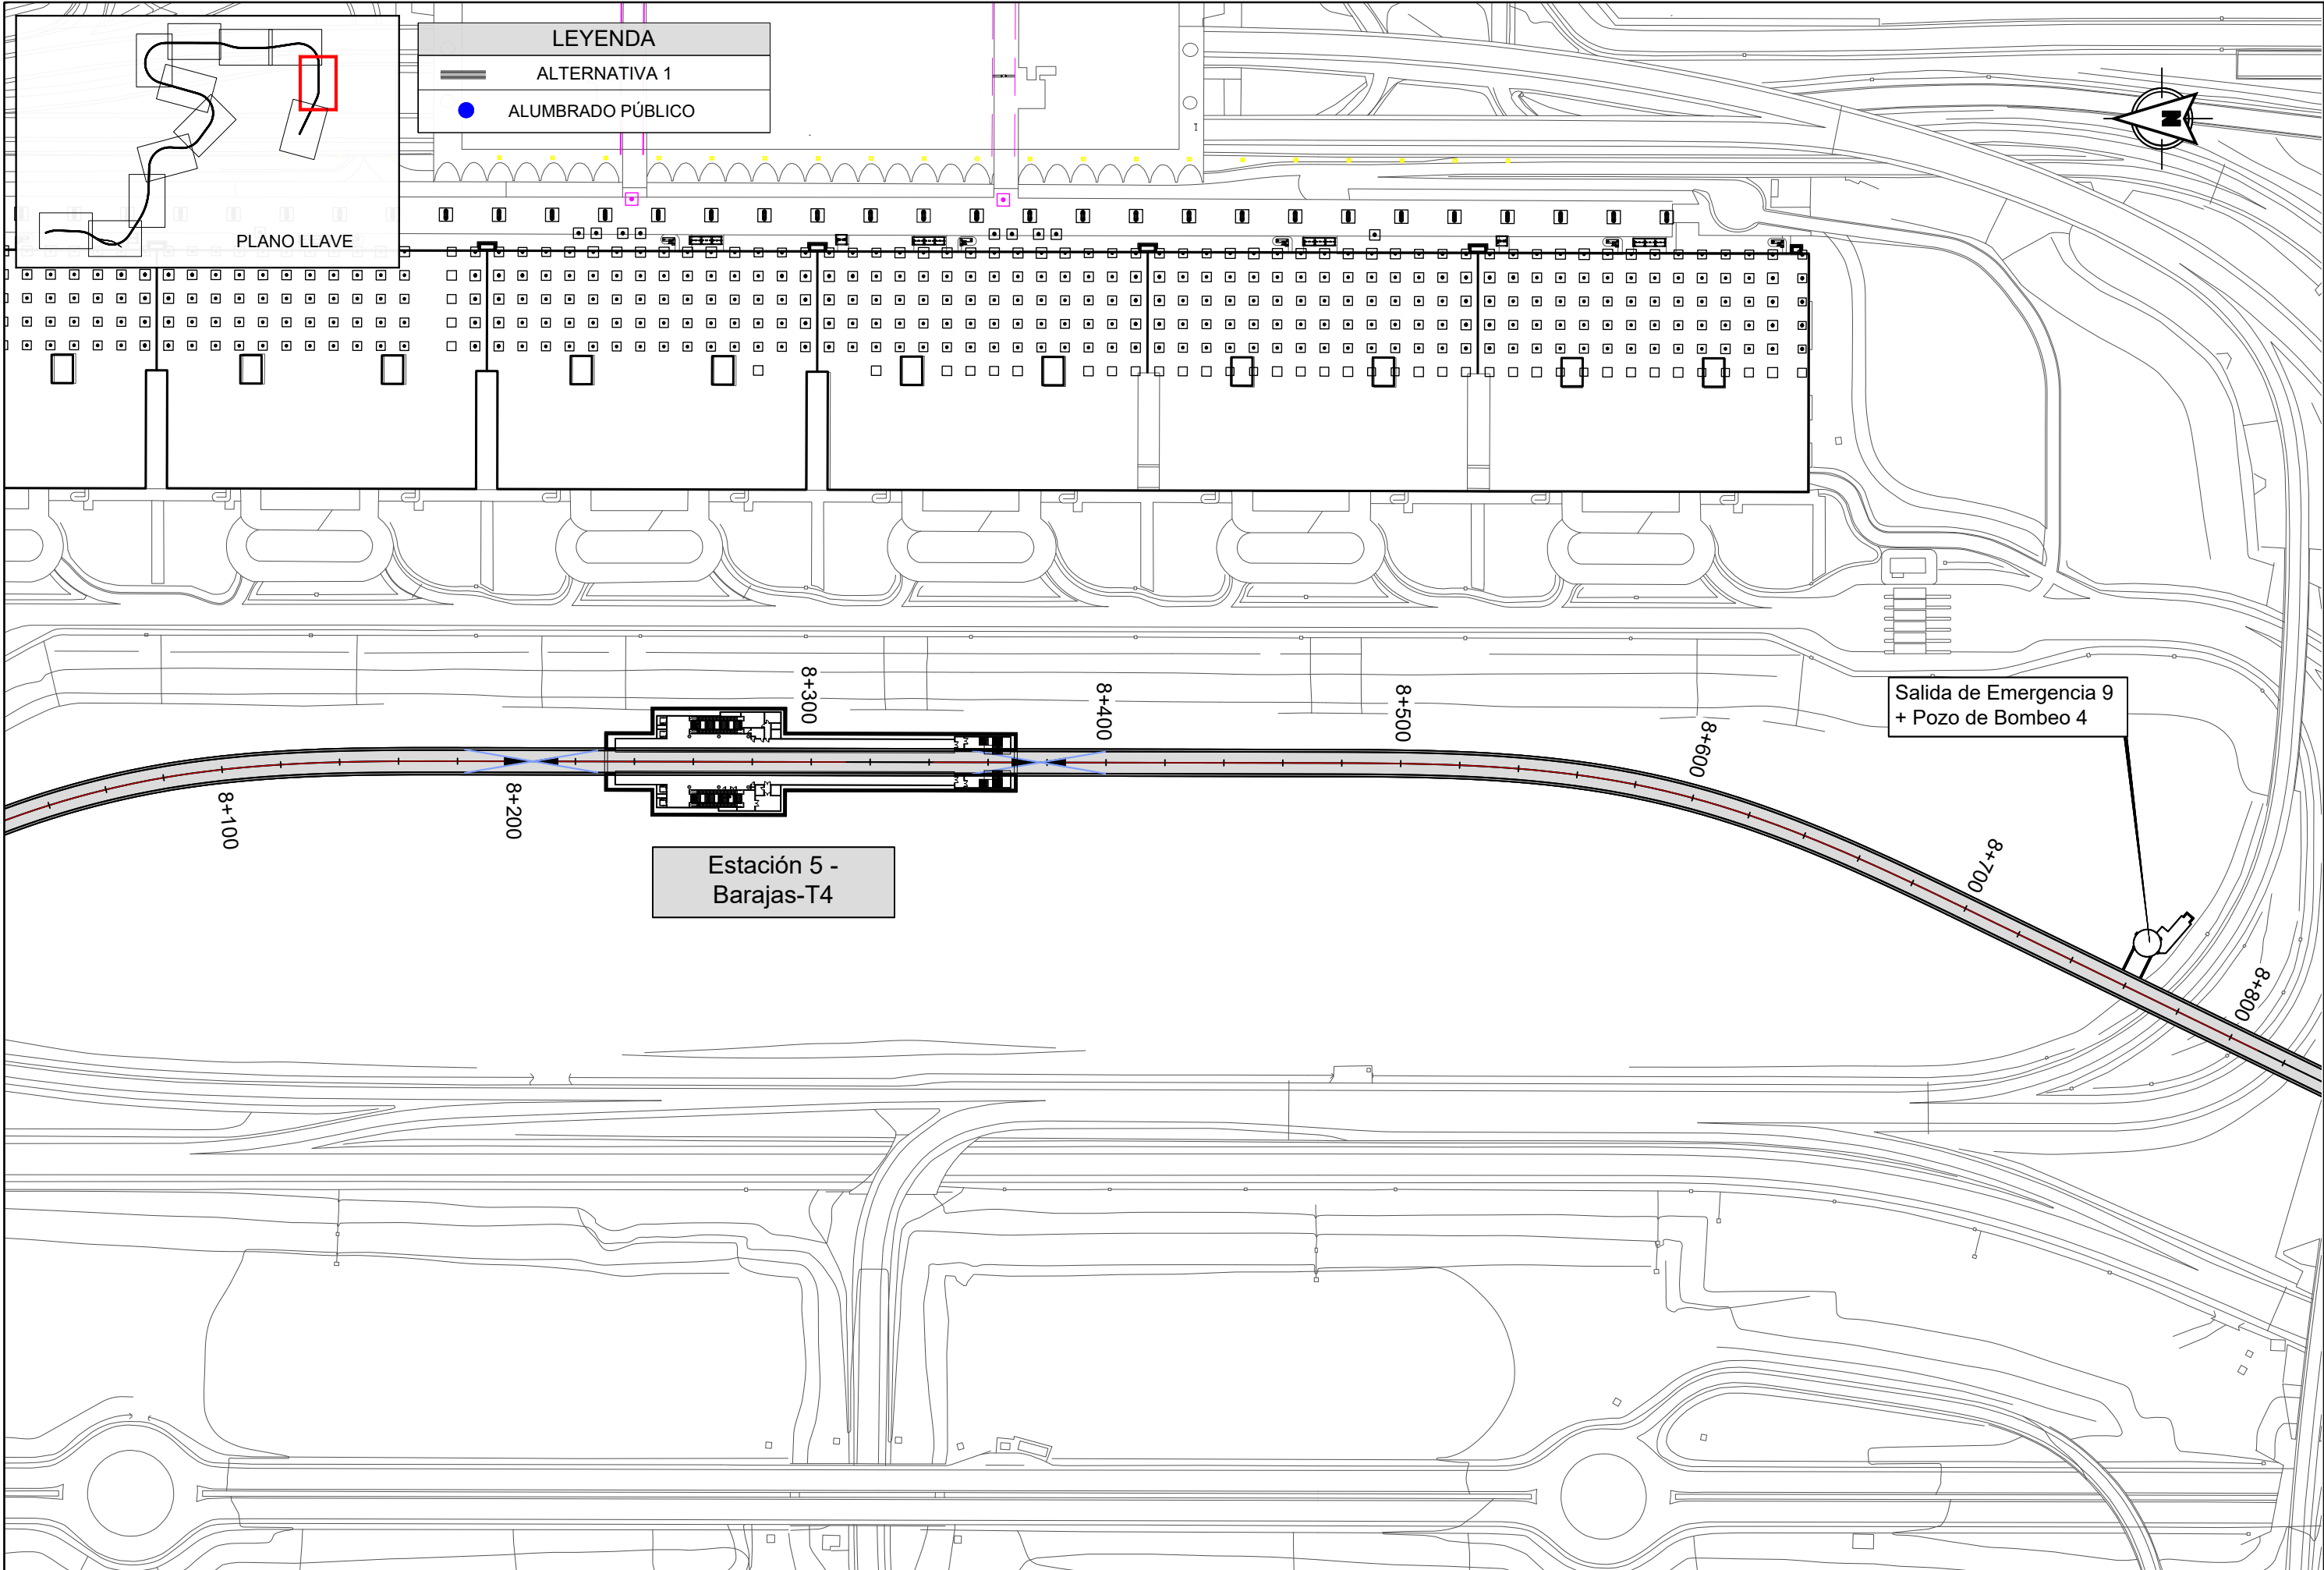 LEYENDA
ALTERNATIVA 1
ALUMBRADO PÚBLICO
PLANO LLAVE
N
8+300
8+400
8+500
8+600
Salida de Emergencia 9
+ Pozo de Bombeo 4
8+100
8+200
8+700
8+800
Estación 5 -
Barajas-T4